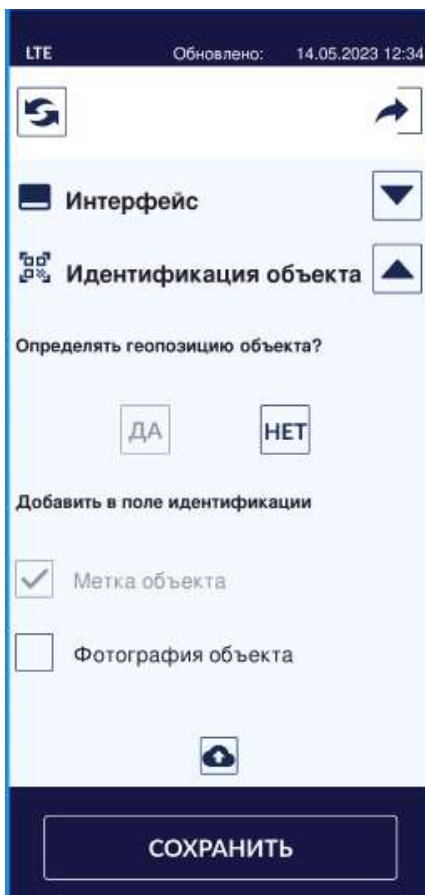 LTE Обновлено: 14.05.2023 12:34
Интерфейс
Идентификация объекта
Определять геопозицию объекта?
ДА НЕТ
Добавить в поле идентификации
Метка объекта
Фотография объекта
СОХРАНИТЬ